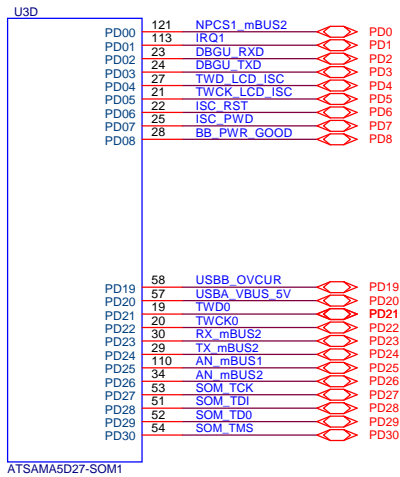 U3D
PD00 121 NPCS1_mBUS2 PD0
PD01 113 IRQ1 PD1
PD02 23 DBGU_RXD PD2
PD03 24 DBGU_TXD PD3
PD04 27 TWD_LCD_ISC PD4
PD05 21 TWCK_LCD_ISC PD5
PD06 22 ISC_RST PD6
PD07 25 ISC_PWD PD7
PD08 28 BB_PWR_GOOD PD8
PD19 58 USBB_OVCUR PD19
PD20 57 USBA_VBUS_5V PD20
PD21 19 TWD0 PD21
PD22 20 TWCK0 PD22
PD23 30 RX_mBUS2 PD23
PD24 29 TX_mBUS2 PD24
PD25 110 AN_mBUS1 PD25
PD26 34 AN_mBUS2 PD26
PD27 53 SOM_TCK PD27
PD28 51 SOM_TDI PD28
PD29 52 SOM_TD0 PD29
PD30 54 SOM_TMS PD30
ATSAMA5D27-SOM1